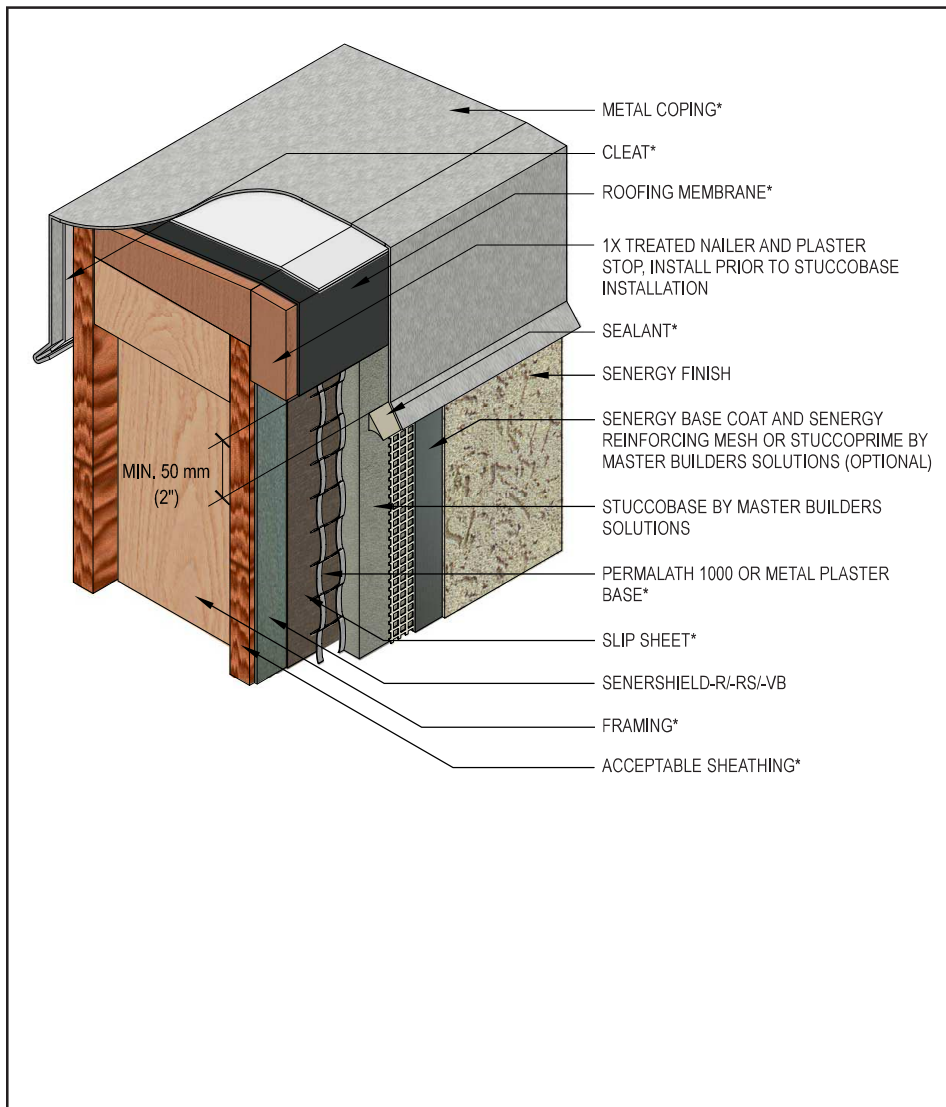 METAL COPING*
CLEAT*
ROOFING MEMBRANE*
1X TREATED NAILER AND PLASTER
STOP, INSTALL PRIOR TO STUCCOBASE
INSTALLATION
SEALANT*
SENERGY FINISH
SENERGY BASE COAT AND SENERGY
REINFORCING MESH OR STUCCOPRIME BY
MASTER BUILDERS SOLUTIONS (OPTIONAL)
MIN. 50 mm
(2")
STUCCOBASE BY MASTER BUILDERS
SOLUTIONS
PERMALATH 1000 OR METAL PLASTER
BASE*
SLIP SHEET*
SENERSHIELD-R/-RS/-VB
FRAMING*
ACCEPTABLE SHEATHING*